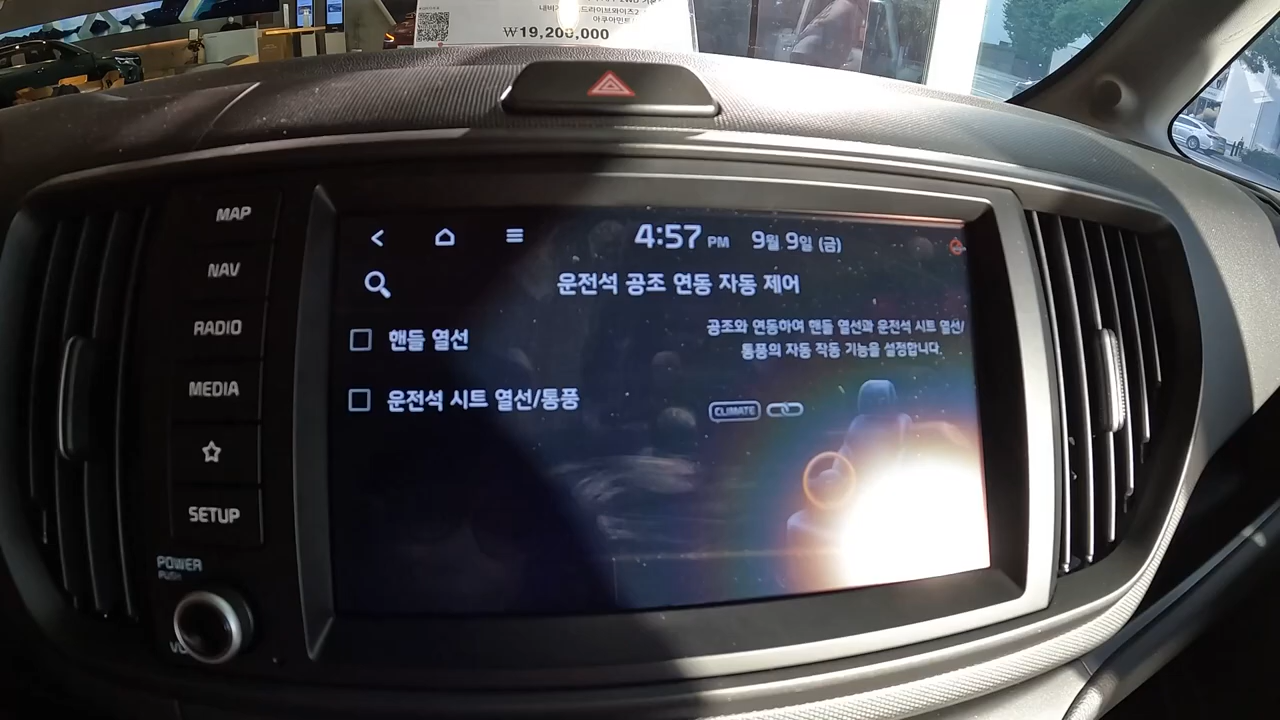 ₩19,200,000
MAP
NAV
RADIO
MEDIA
SETUP
POWER
PUSH
4:57 PM 9월 9일 (금)
운전석 공조 연동 자동 제어
핸들 열선
운전석 시트 열선/통풍
공조와 연동하여 핸들 열선과 운전석 시트 열선/
통풍의 자동 작동 기능을 설정합니다.
CLIMATE